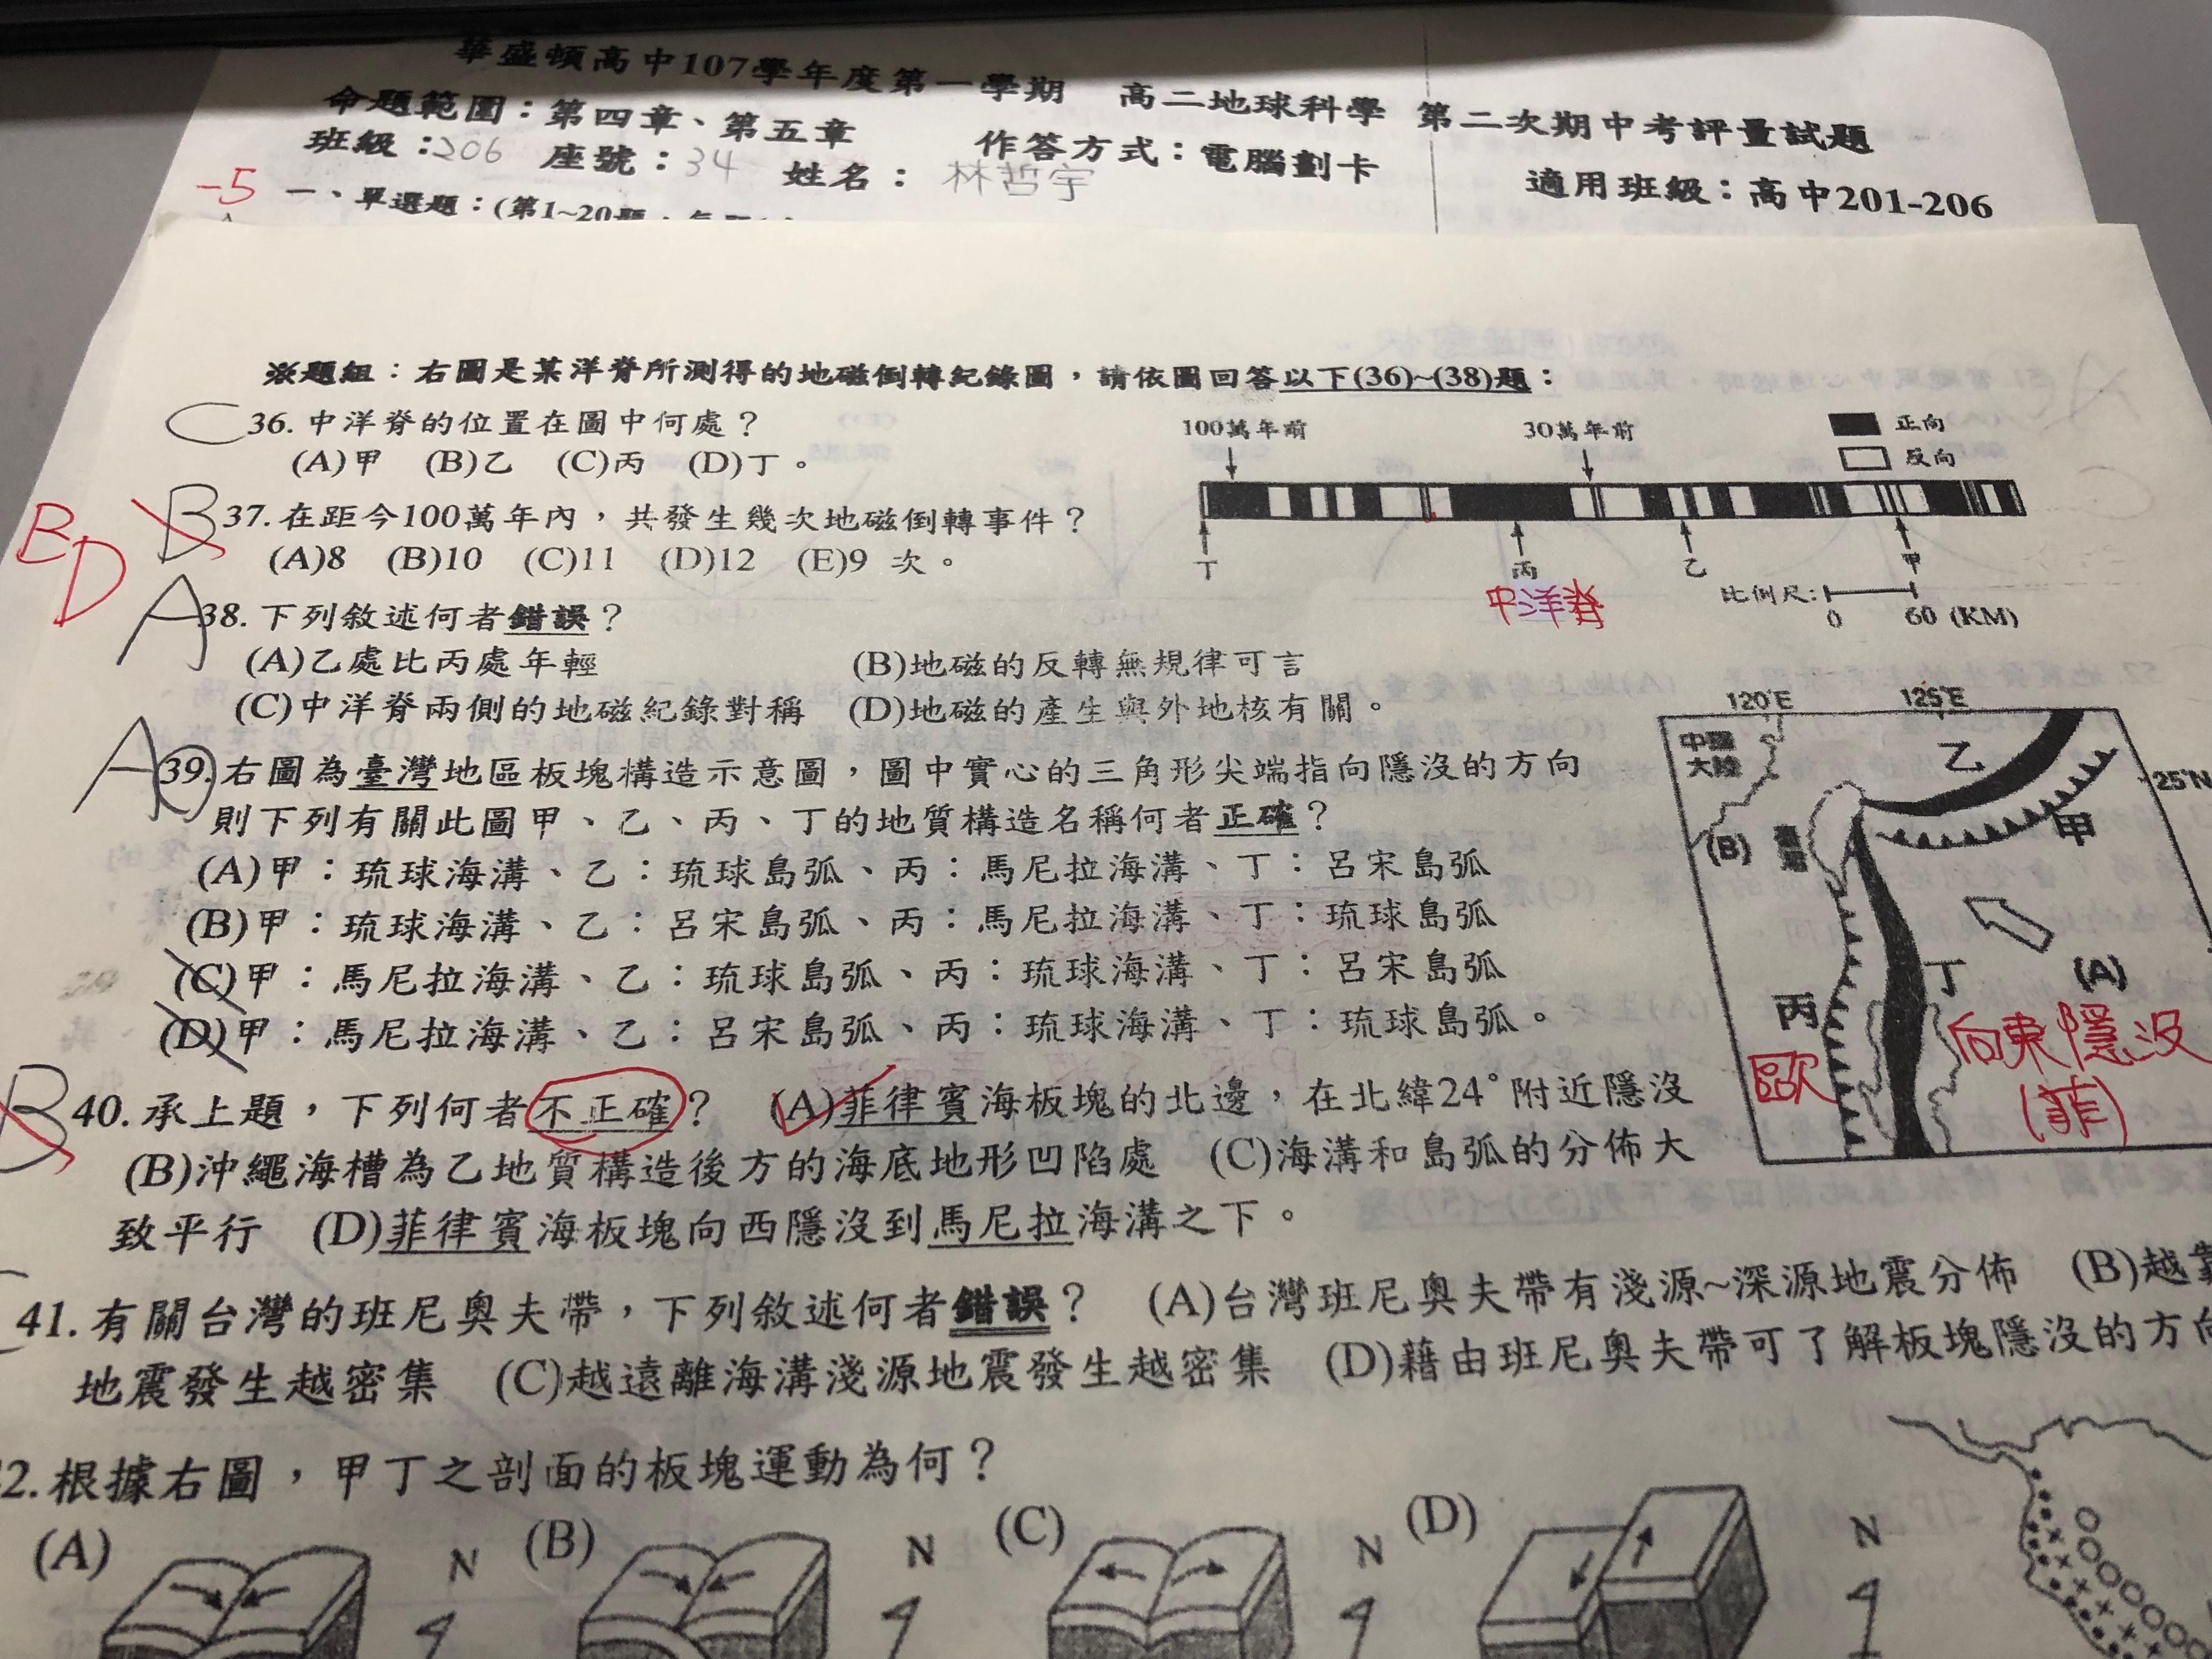 華盛頓高中107學年度第一學期 高二地球科學 第二次期中考評量試題
命題範圍：第四章、第五章 作答方式：電腦劃卡 適用班級：高中201-206
班級：206 座號：34 姓名：林哲宇
-5
一、單選題：(第1~20題
※題組：右圖是某洋脊所測得的地磁倒轉紀錄圖，請依圖回答以下(36)~(38)題：
C 36. 中洋脊的位置在圖中何處？
(A)甲 (B)乙 (C)丙 (D)丁。
B 37. 在距今100萬年內，共發生幾次地磁倒轉事件？
(A)8 (B)10 (C)11 (D)12 (E)9 次。
B
D
100萬年前 30萬年前 正向
反向
丁 丙 乙 甲
中洋脊
比例尺: 0 60 (KM)
A 38. 下列敘述何者錯誤？
(A)乙處比丙處年輕 (B)地磁的反轉無規律可言
(C)中洋脊兩側的地磁紀錄對稱 (D)地磁的產生與外地核有關。
A 39. 右圖為臺灣地區板塊構造示意圖，圖中實心的三角形尖端指向隱沒的方向
則下列有關此圖甲、乙、丙、丁的地質構造名稱何者正確？
(A)甲：琉球海溝、乙：琉球島弧、丙：馬尼拉海溝、丁：呂宋島弧
(B)甲：琉球海溝、乙：呂宋島弧、丙：馬尼拉海溝、丁：琉球島弧
(C)甲：馬尼拉海溝、乙：琉球島弧、丙：琉球海溝、丁：呂宋島弧
(D)甲：馬尼拉海溝、乙：呂宋島弧、丙：琉球海溝、丁：琉球島弧。
120°E 125°E
中國大陸
乙
25°N
甲
(B)
臺灣
丁
(A)
丙
歐
向東隱沒
(菲)
B 40. 承上題，下列何者不正確？ (A)菲律賓海板塊的北邊，在北緯24°附近隱沒
(B)沖繩海槽為乙地質構造後方的海底地形凹陷處 (C)海溝和島弧的分佈大
致平行 (D)菲律賓海板塊向西隱沒到馬尼拉海溝之下。
41. 有關台灣的班尼奧夫帶，下列敘述何者錯誤？ (A)台灣班尼奧夫帶有淺源~深源地震分佈 (B)越靠
地震發生越密集 (C)越遠離海溝淺源地震發生越密集 (D)藉由班尼奧夫帶可了解板塊隱沒的方向
2. 根據右圖，甲丁之剖面的板塊運動為何？
(A) N (B) N (C) N (D) N